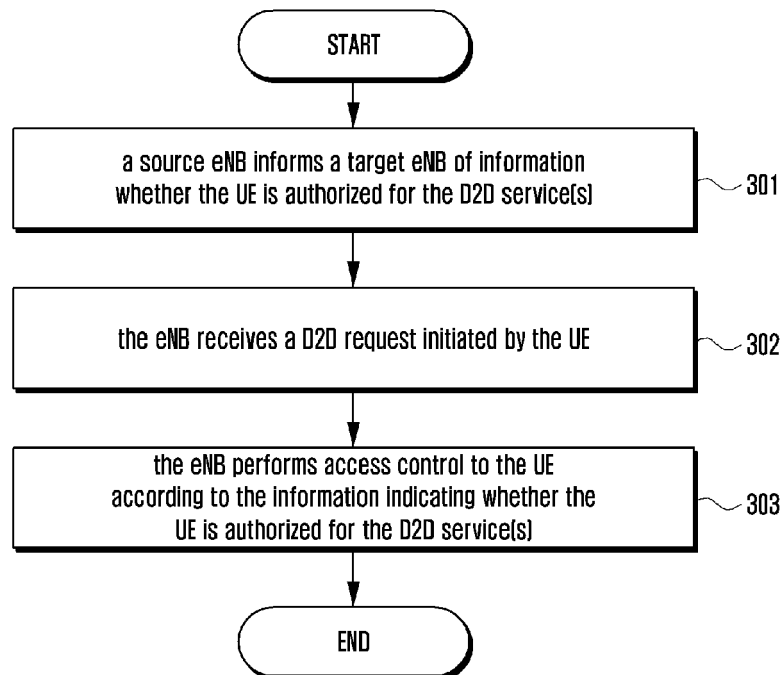 START
a source eNB informs a target eNB of information
whether the UE is authorized for the D2D service(s)
301
the eNB receives a D2D request initiated by the UE
302
the eNB performs access control to the UE
according to the information indicating whether the
UE is authorized for the D2D service(s)
303
END